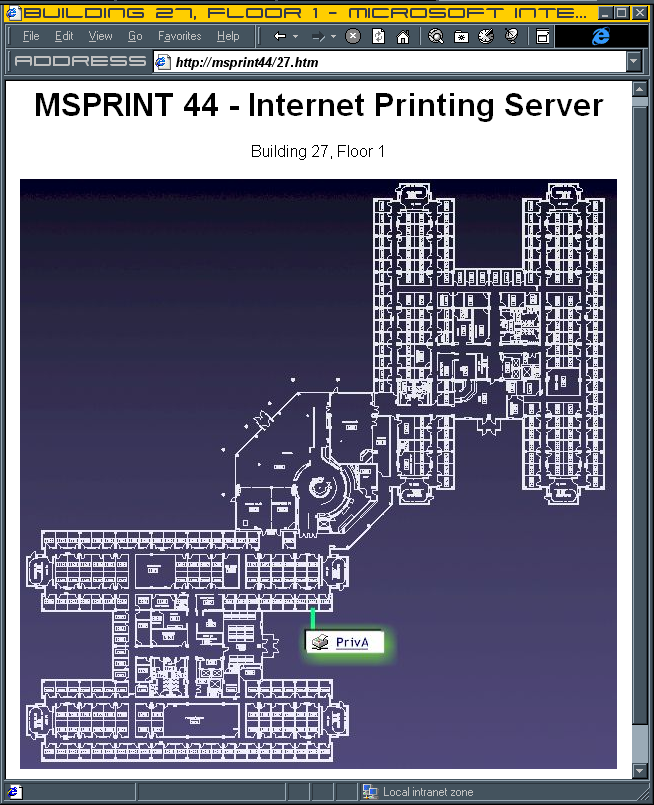 BUILDING 27, FLOOR 1 - MICROSOFT INTE...
File Edit View Go Favorites Help
ADDRESS http://msprint44/27.htm
MSPRINT 44 - Internet Printing Server
Building 27, Floor 1
PrivA
Local intranet zone